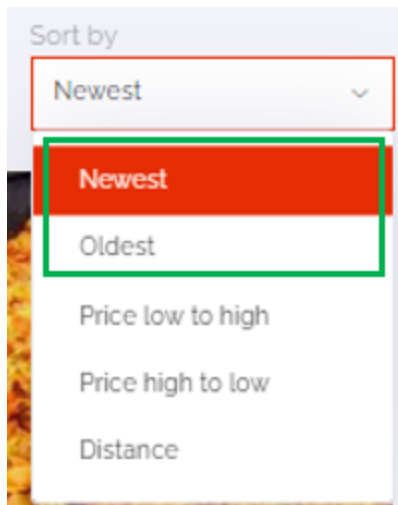 Sort by
Newest
Newest
Oldest
Price low to high
Price high to low
Distance